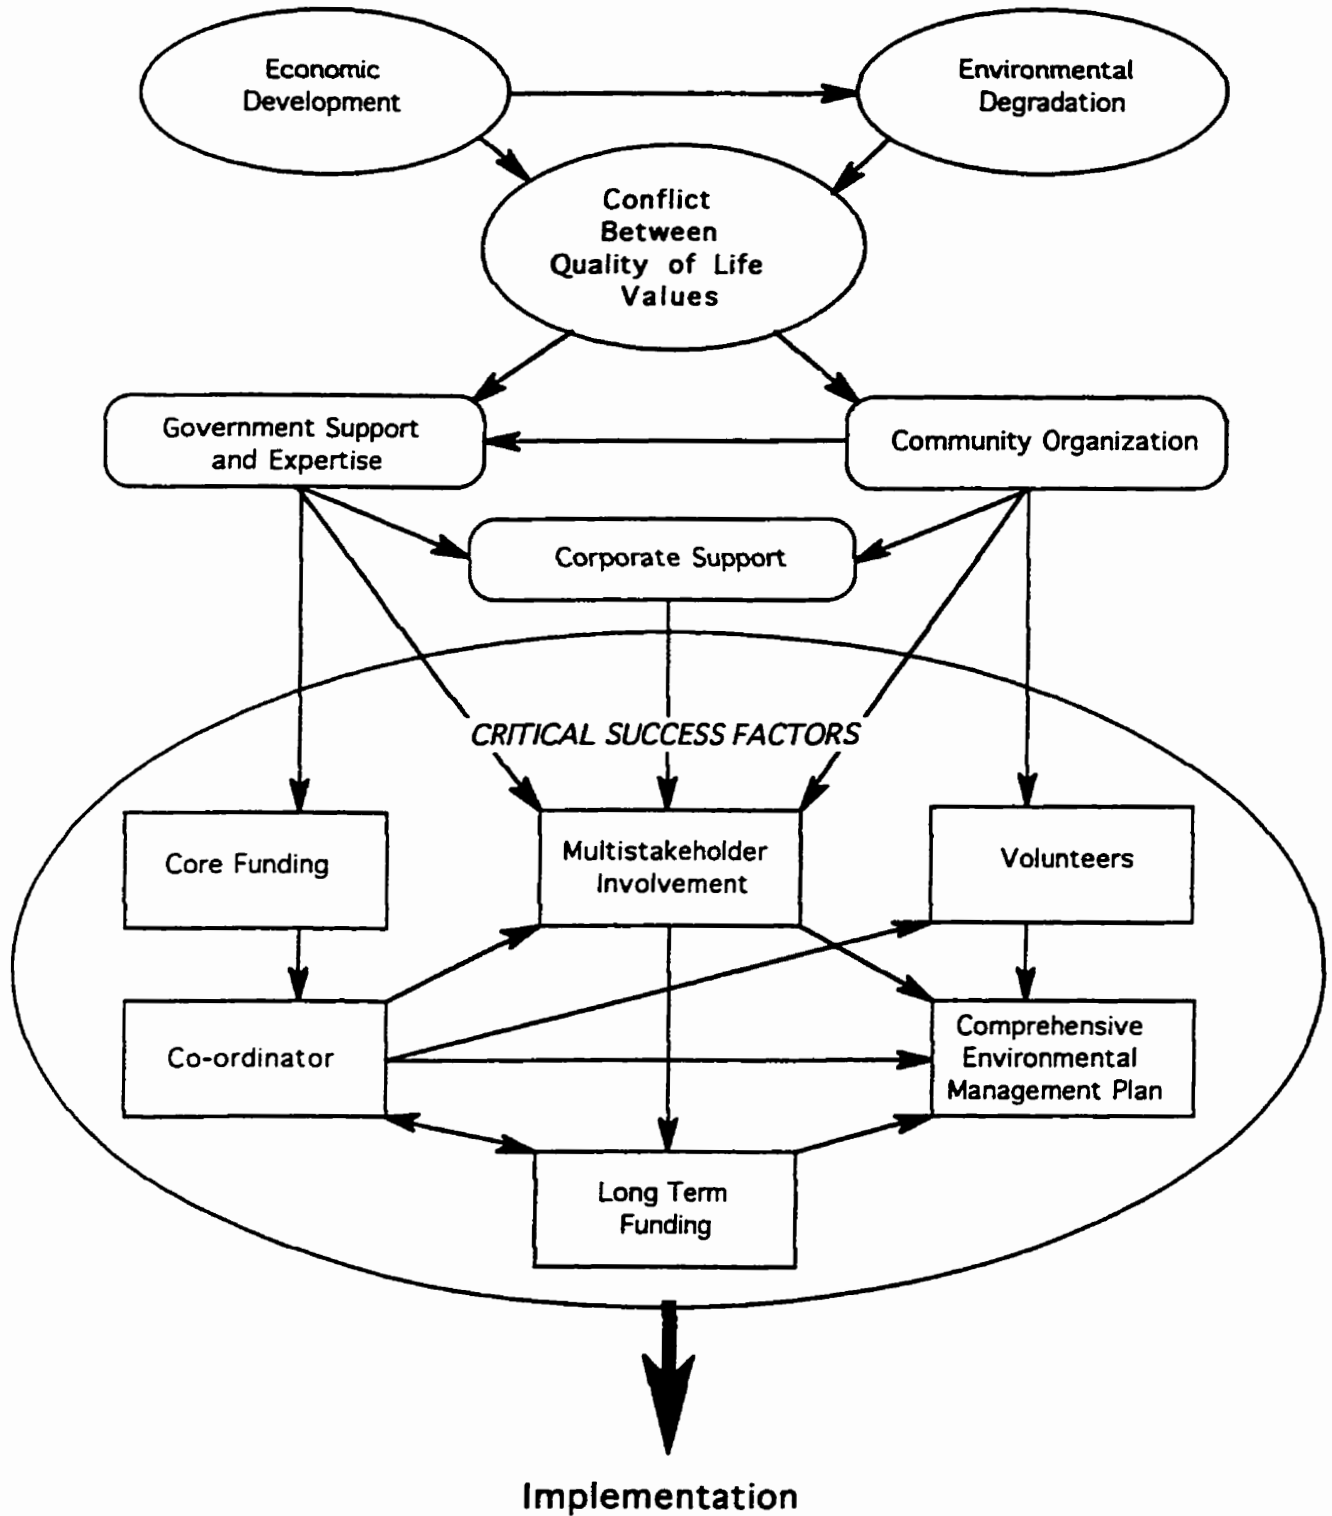 Economic
Development
Environmental
Degradation
Conflict
Between
Quality of Life
Values
Government Support
and Expertise
Community Organization
Corporate Support
CRITICAL SUCCESS FACTORS
Core Funding
Multistakeholder
Involvement
Volunteers
Co-ordinator
Comprehensive
Environmental
Management Plan
Long Term
Funding
Implementation